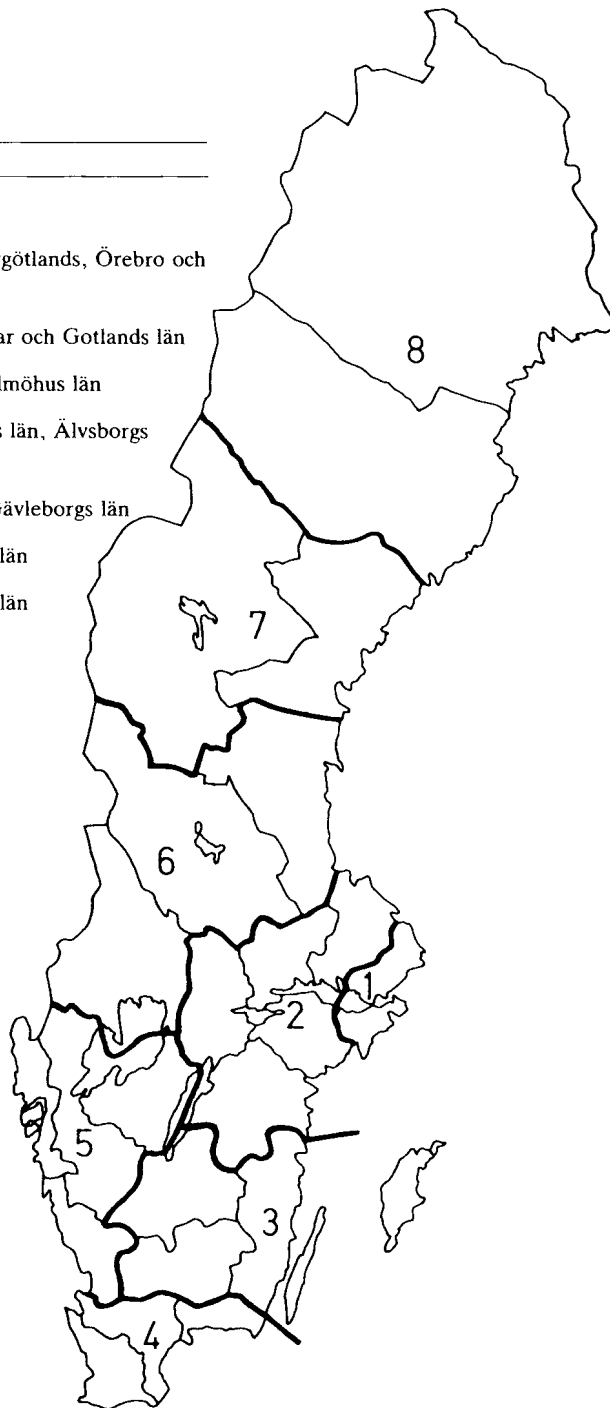 götlands, Örebro och
ar och Gotlands län
möhus län
s län, Älvsborgs
ävleborgs län
län
län
8
7
6
1
2
5
3
4